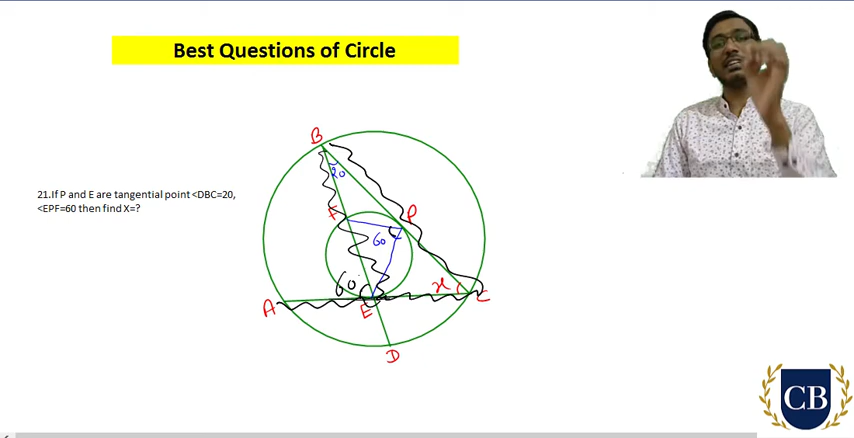 Best Questions of Circle
B
20
21.If P and E are tangential point <DBC=20,
<EPF=60 then find X=?
F
P
60
60
x
A
E
C
D
CB